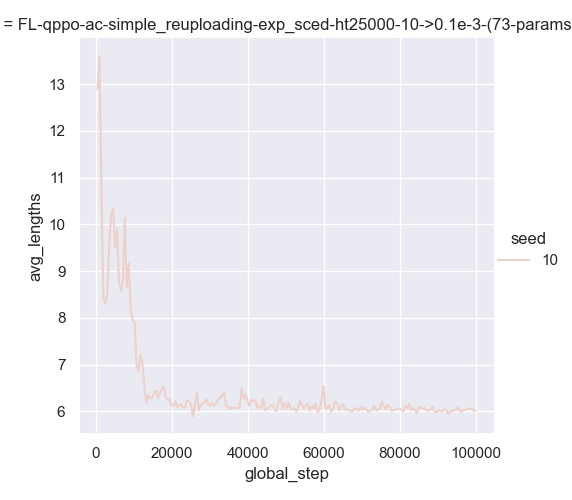 = FL-qppo-ac-simple_reuploading-exp_sced-ht25000-10->0.1e-3-(73-params
13
12
11
10
9
8
7
6
avg_lengths
0 20000 40000 60000 80000 100000
global_step
seed
10